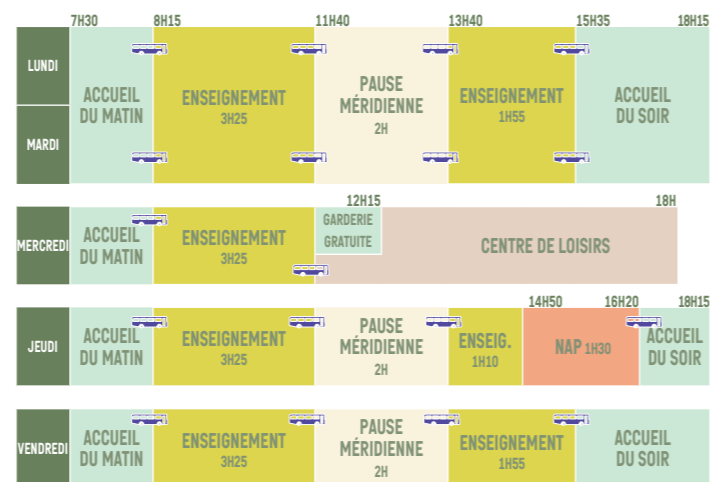 7H30 8H15 11H40 13H40 15H35 18H15
LUNDI
MARDI
ACCUEIL
DU MATIN
ENSEIGNEMENT
3H25
PAUSE
MÉRIDIENNE
2H
ENSEIGNEMENT
1H55
ACCUEIL
DU SOIR
12H15 18H
MERCREDI
ACCUEIL
DU MATIN
ENSEIGNEMENT
3H25
GARDERIE
GRATUITE
CENTRE DE LOISIRS
14H50 16H20 18H15
JEUDI
ACCUEIL
DU MATIN
ENSEIGNEMENT
3H25
PAUSE
MÉRIDIENNE
2H
ENSEIG.
1H10
NAP 1H30
ACCUEIL
DU SOIR
VENDREDI
ACCUEIL
DU MATIN
ENSEIGNEMENT
3H25
PAUSE
MÉRIDIENNE
2H
ENSEIGNEMENT
1H55
ACCUEIL
DU SOIR